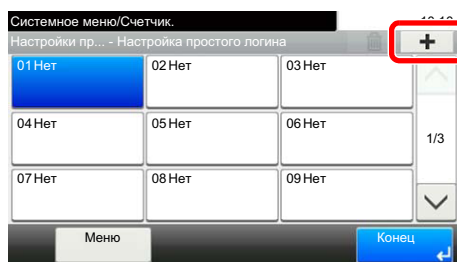 Системное меню/Счетчик.
Настройки пр... - Настройка простого логина
01 Нет 02 Нет 03 Нет
04 Нет 05 Нет 06 Нет
1/3
07 Нет 08 Нет 09 Нет
Меню Конец